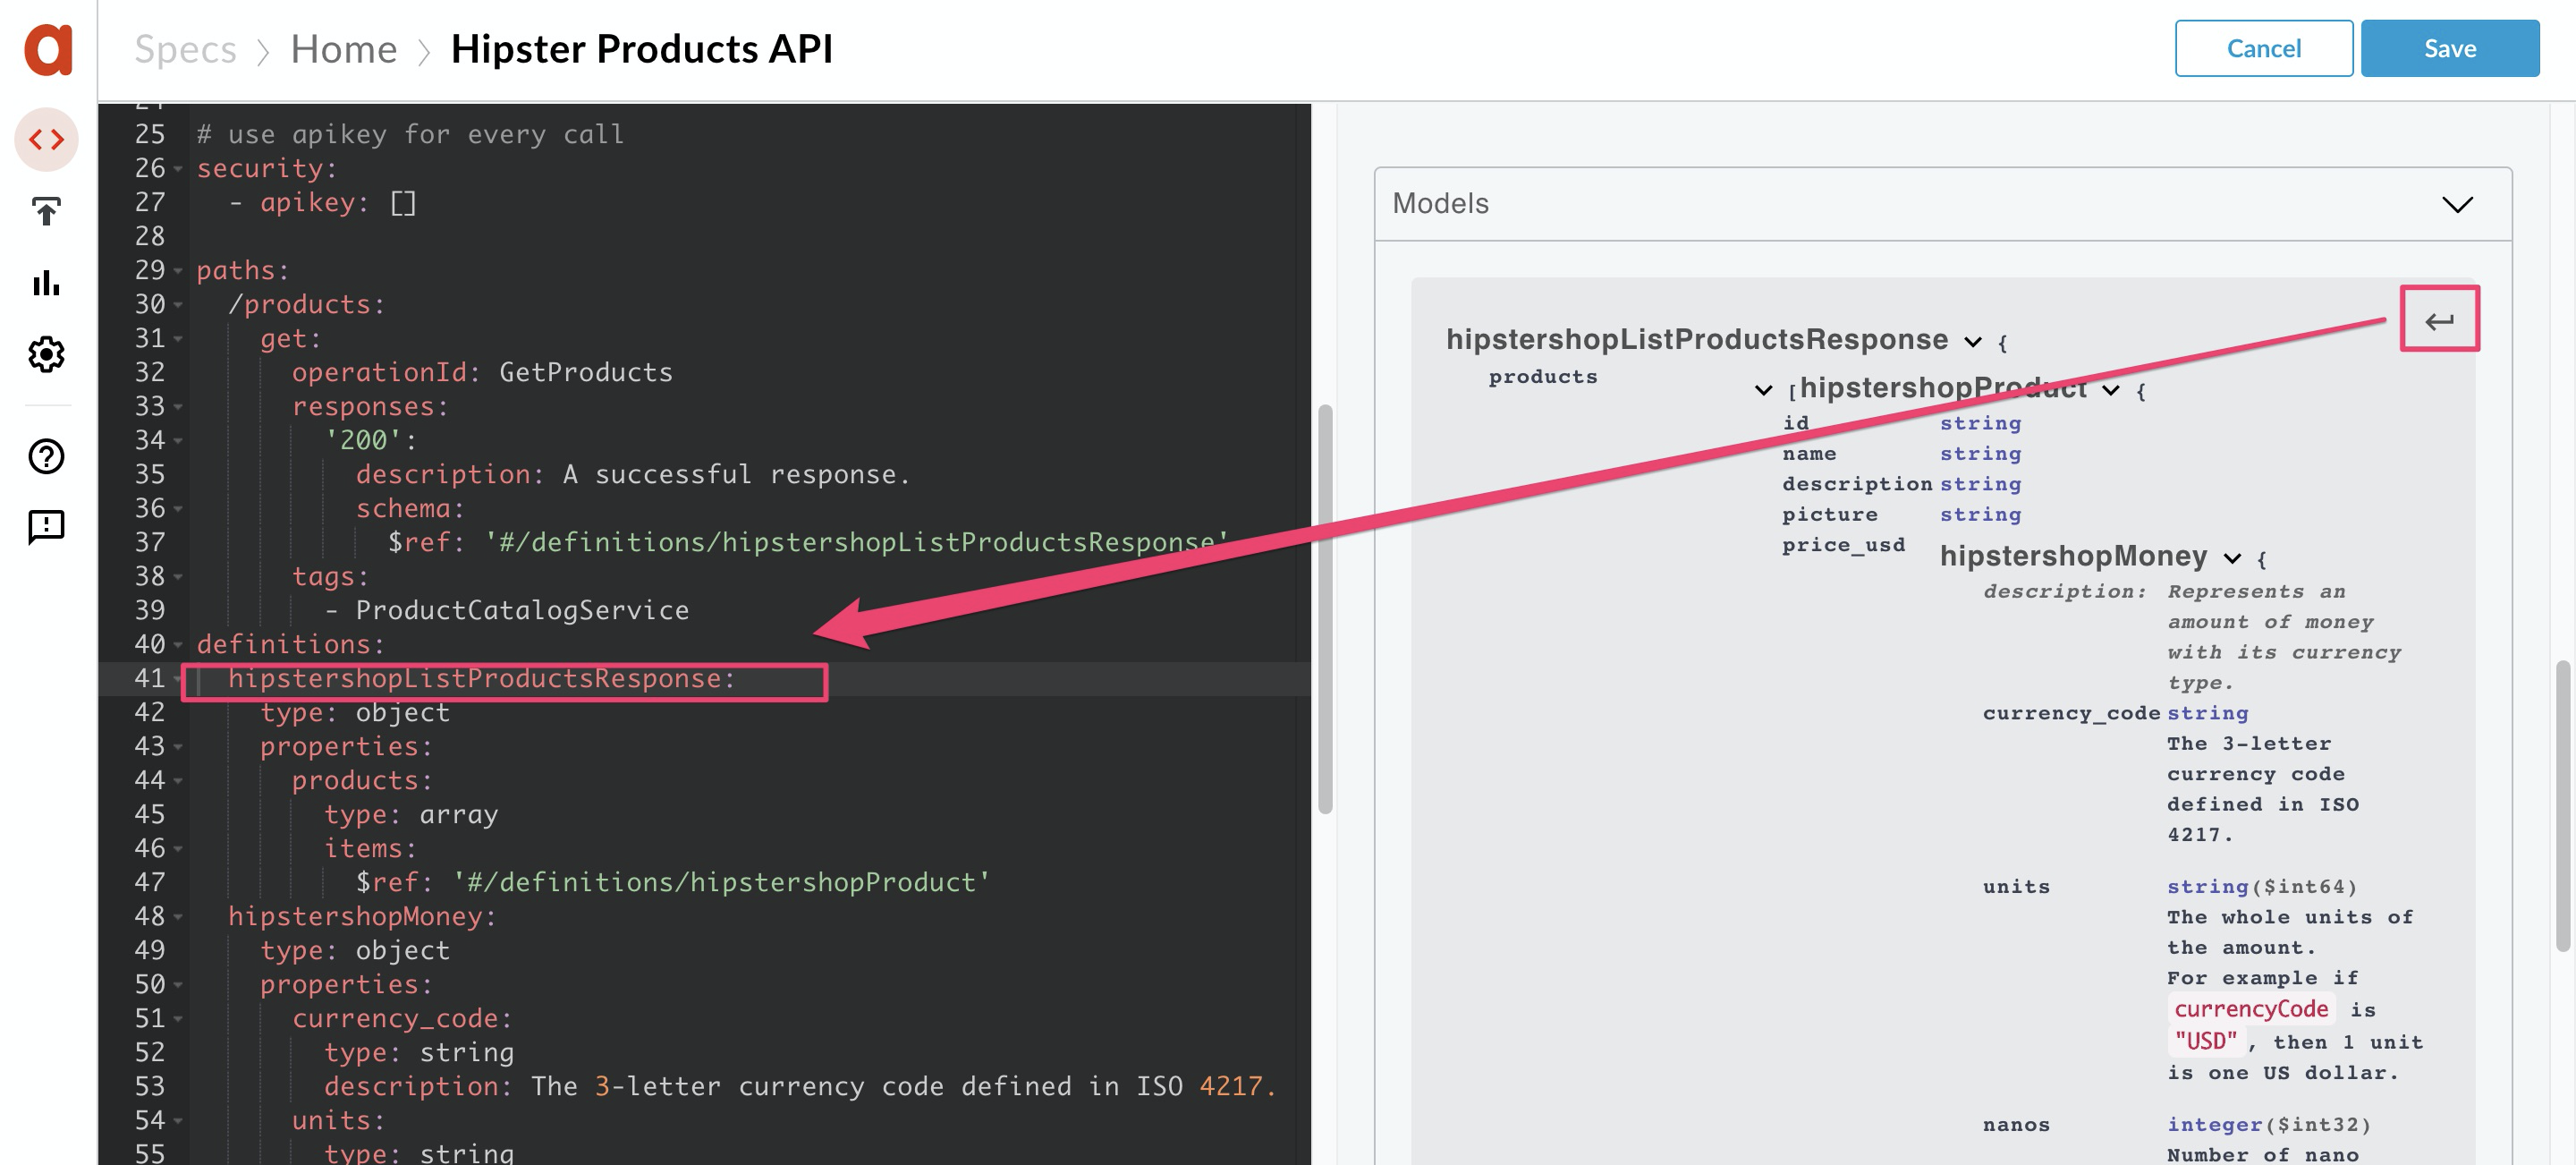 Specs > Home > Hipster Products API
Cancel
Save
25 # use apikey for every call
26 security:
27 - apikey: []
28
29 paths:
30 /products:
31 get:
32 operationId: GetProducts
33 responses:
34 '200':
35 description: A successful response.
36 schema:
37 $ref: '#/definitions/hipstershopListProductsResponse'
38 tags:
39 - ProductCatalogService
40 definitions:
41 hipstershopListProductsResponse:
42 type: object
43 properties:
44 products:
45 type: array
46 items:
47 $ref: '#/definitions/hipstershopProduct'
48 hipstershopMoney:
49 type: object
50 properties:
51 currency_code:
52 type: string
53 description: The 3-letter currency code defined in ISO 4217.
54 units:
55 type: string
Models
hipstershopListProductsResponse {
products
[hipstershopProduct {
id string
name string
description string
picture string
price_usd
hipstershopMoney {
description: Represents an
amount of money
with its currency
type.
currency_code string
The 3-letter
currency code
defined in ISO
4217.
units string($int64)
The whole units of
the amount.
For example if
currencyCode is
"USD", then 1 unit
is one US dollar.
nanos integer($int32)
Number of nano